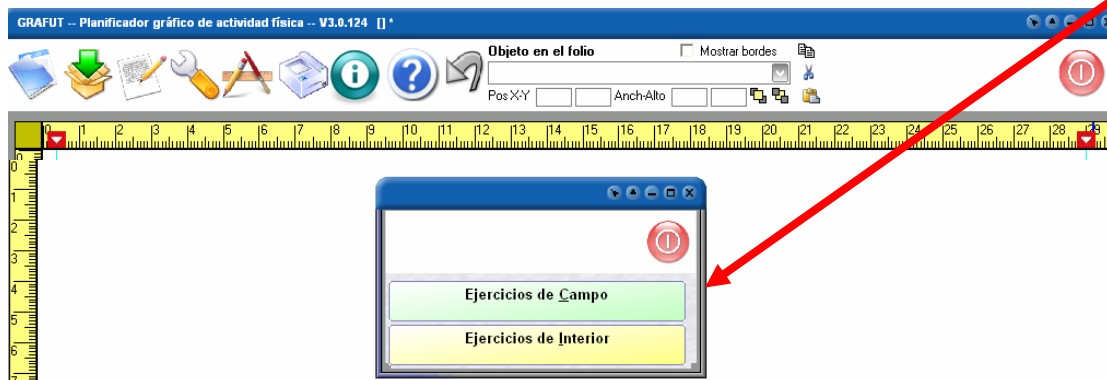 GRAFUT -- Planificador gráfico de actividad física -- V3.0.124 [] *
Objeto en el folio
Mostrar bordes
Pos X-Y
Anch-Alto
0 1 2 3 4 5 6 7 8 9 10 11 12 13 14 15 16 17 18 19 20 21 22 23 24 25 26 27 28 29
0
1
2
3
4
5
6
7
Ejercicios de Campo
Ejercicios de Interior